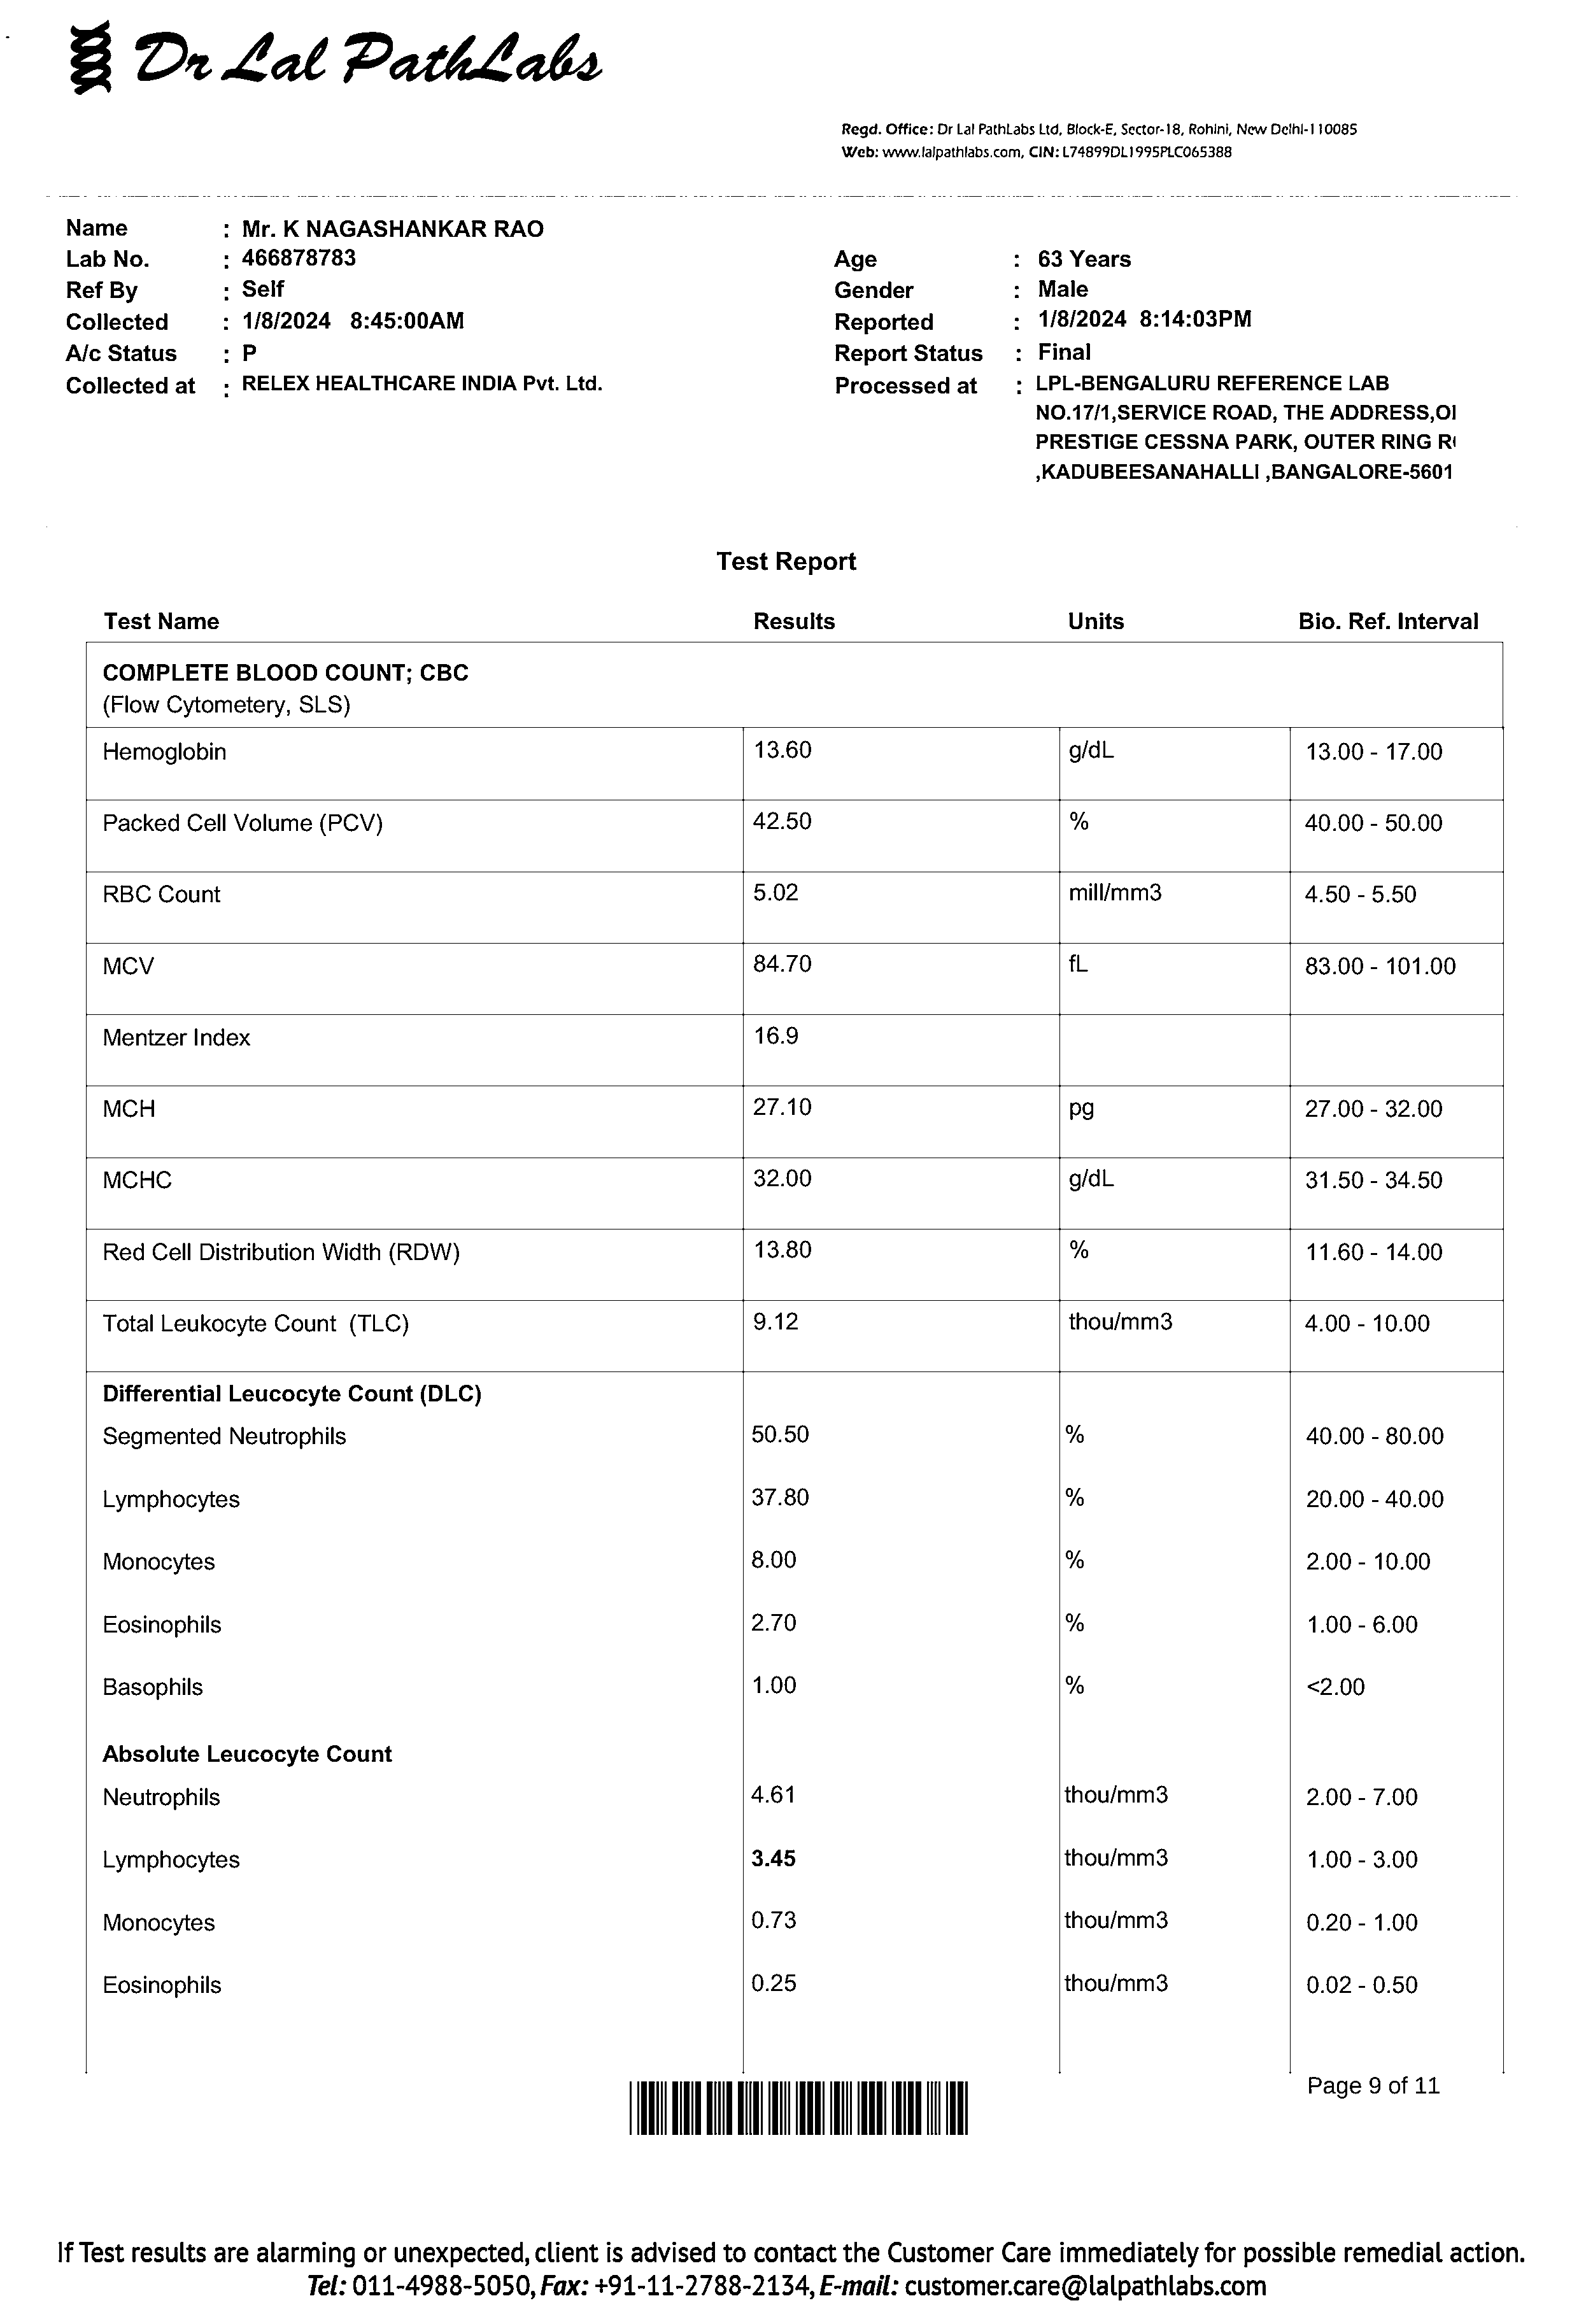 Dr Lal PathLabs
Regd. Office: Dr Lal PathLabs Ltd, Block-E, Sector-18, Rohini, New Delhi-110085
Web: www.lalpathlabs.com, CIN: L74899DL1995PLC065388
Name : Mr. K NAGASHANKAR RAO
Lab No. : 466878783 Age : 63 Years
Ref By : Self Gender : Male
Collected : 1/8/2024 8:45:00AM Reported : 1/8/2024 8:14:03PM
A/c Status : P Report Status : Final
Collected at : RELEX HEALTHCARE INDIA Pvt. Ltd. Processed at : LPL-BENGALURU REFERENCE LAB
NO.17/1,SERVICE ROAD, THE ADDRESS,
PRESTIGE CESSNA PARK, OUTER RING
,KADUBEESANAHALLI ,BANGALORE-5601
Test Report
Test Name Results Units Bio. Ref. Interval
COMPLETE BLOOD COUNT; CBC
(Flow Cytometery, SLS)
Hemoglobin 13.60 g/dL 13.00 - 17.00
Packed Cell Volume (PCV) 42.50 % 40.00 - 50.00
RBC Count 5.02 mill/mm3 4.50 - 5.50
MCV 84.70 fL 83.00 - 101.00
Mentzer Index 16.9
MCH 27.10 pg 27.00 - 32.00
MCHC 32.00 g/dL 31.50 - 34.50
Red Cell Distribution Width (RDW) 13.80 % 11.60 - 14.00
Total Leukocyte Count (TLC) 9.12 thou/mm3 4.00 - 10.00
Differential Leucocyte Count (DLC)
Segmented Neutrophils 50.50 % 40.00 - 80.00
Lymphocytes 37.80 % 20.00 - 40.00
Monocytes 8.00 % 2.00 - 10.00
Eosinophils 2.70 % 1.00 - 6.00
Basophils 1.00 % <2.00
Absolute Leucocyte Count
Neutrophils 4.61 thou/mm3 2.00 - 7.00
Lymphocytes 3.45 thou/mm3 1.00 - 3.00
Monocytes 0.73 thou/mm3 0.20 - 1.00
Eosinophils 0.25 thou/mm3 0.02 - 0.50
Page 9 of 11
If Test results are alarming or unexpected, client is advised to contact the Customer Care immediately for possible remedial action.
Tel: 011-4988-5050, Fax: +91-11-2788-2134, E-mail: customer.care@lalpathlabs.com